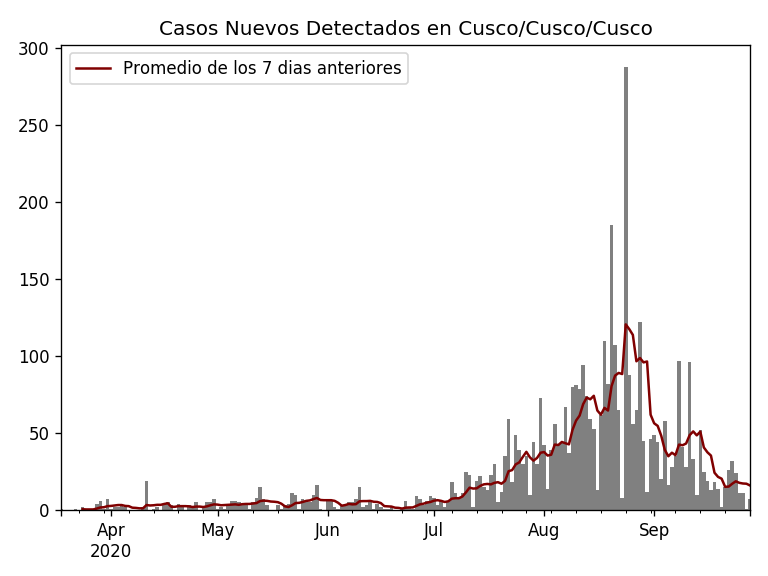 Casos Nuevos Detectados en Cusco/Cusco/Cusco
300
Promedio de los 7 dias anteriores
250
200
150
100
50
0
Apr May Jun Jul Aug Sep
2020